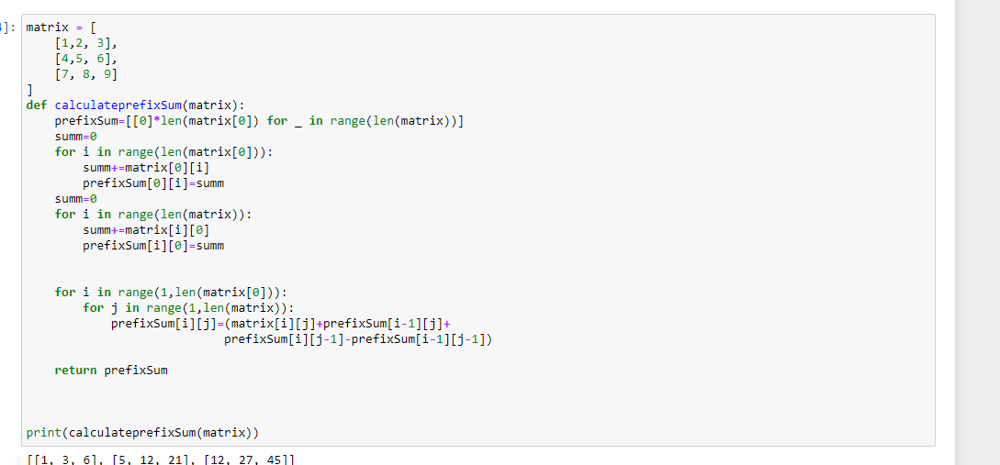 ]: matrix = [
    [1,2, 3],
    [4,5, 6],
    [7, 8, 9]
]
def calculateprefixSum(matrix):
    prefixSum=[[0]*len(matrix[0]) for _ in range(len(matrix))]
    summ=0
    for i in range(len(matrix[0])):
        summ+=matrix[0][i]
        prefixSum[0][i]=summ
    summ=0
    for i in range(len(matrix)):
        summ+=matrix[i][0]
        prefixSum[i][0]=summ
    for i in range(1,len(matrix[0])):
        for j in range(1,len(matrix)):
            prefixSum[i][j]=(matrix[i][j]+prefixSum[i-1][j]+
                            prefixSum[i][j-1]-prefixSum[i-1][j-1])
    return prefixSum
print(calculateprefixSum(matrix))
[[1, 3, 6], [5, 12, 21], [12, 27, 45]]